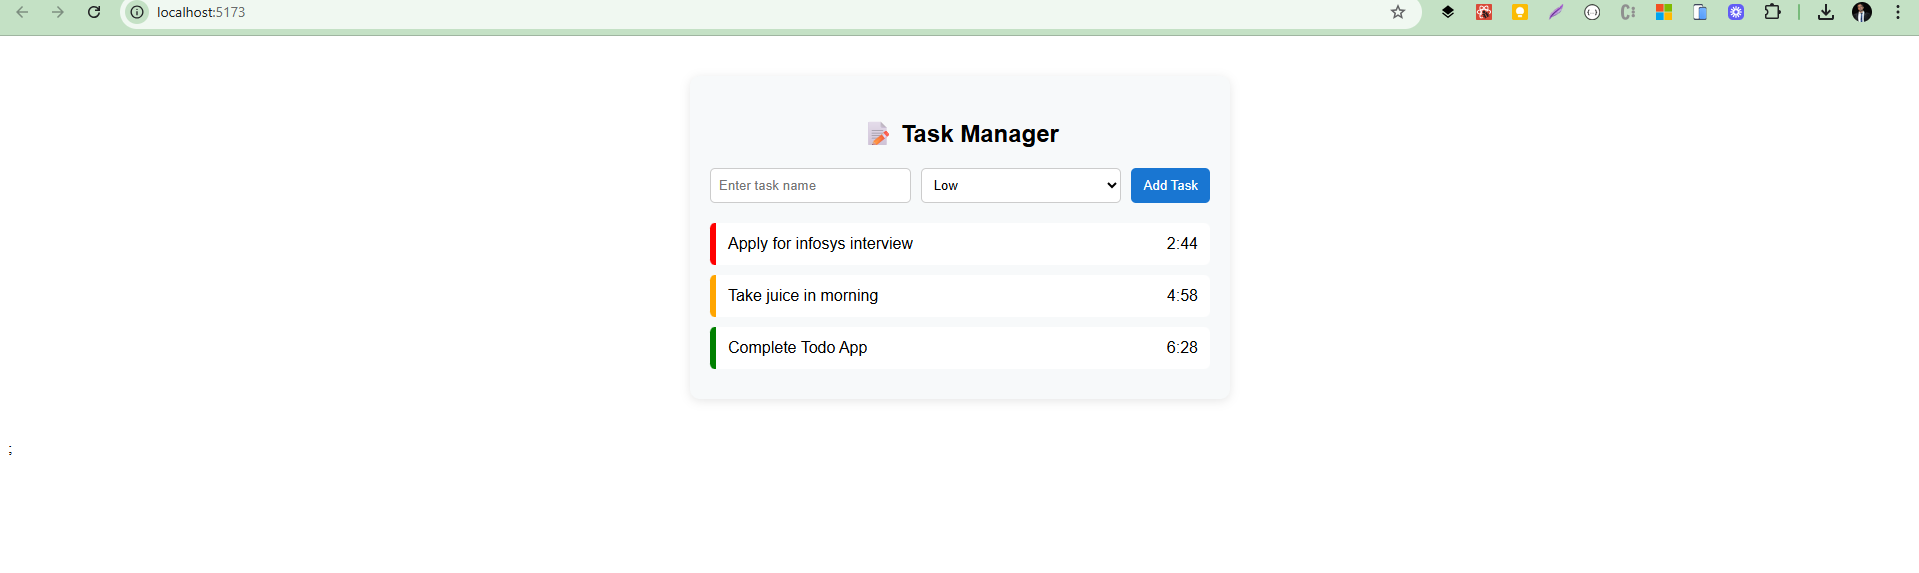 localhost:5173
Task Manager
Enter task name Low Add Task
Apply for infosys interview 2:44
Take juice in morning 4:58
Complete Todo App 6:28
;